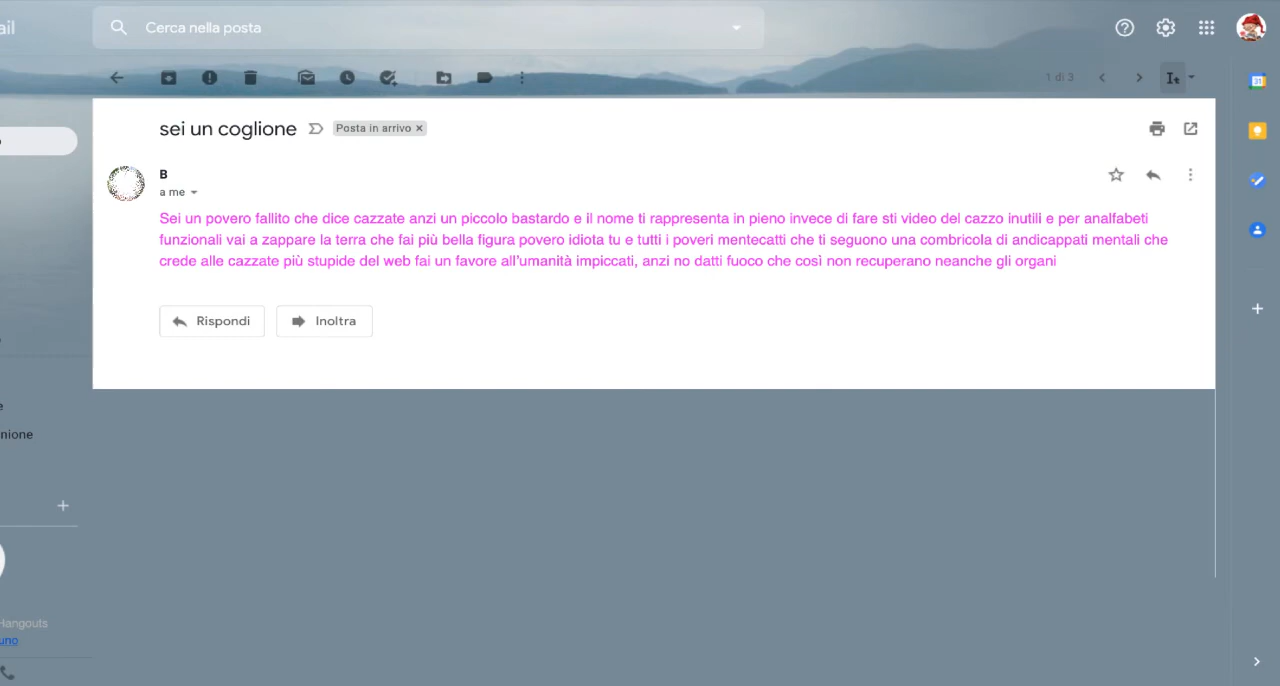 ail
Cerca nella posta
1 di 3
sei un coglione
Posta in arrivo ×
B
a me
Sei un povero fallito che dice cazzate anzi un piccolo bastardo e il nome ti rappresenta in pieno invece di fare sti video del cazzo inutili e per analfabeti
funzionali vai a zappare la terra che fai più bella figura povero idiota tu e tutti i poveri mentecatti che ti seguono una combricola di andicappati mentali che
crede alle cazzate più stupide del web fai un favore all'umanità impiccati, anzi no datti fuoco che così non recuperano neanche gli organi
Rispondi
Inoltra
nione
Hangouts
uno
31